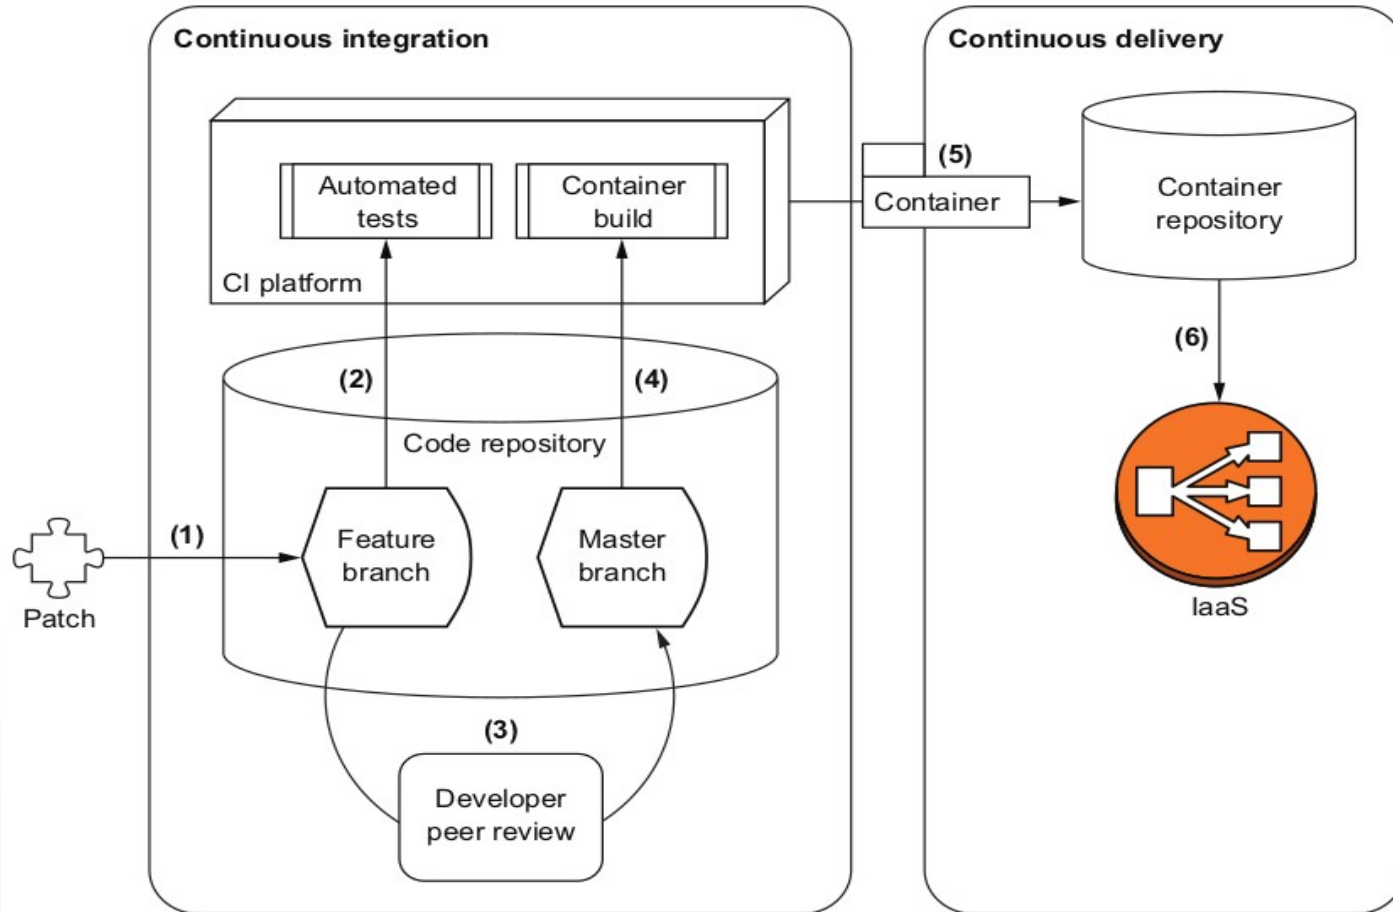 Continuous integration
Continuous delivery
Automated
tests
Container
build
CI platform
(5)
Container
Container
repository
(2)
(4)
(6)
Code repository
(1)
Patch
Feature
branch
Master
branch
IaaS
(3)
Developer
peer review